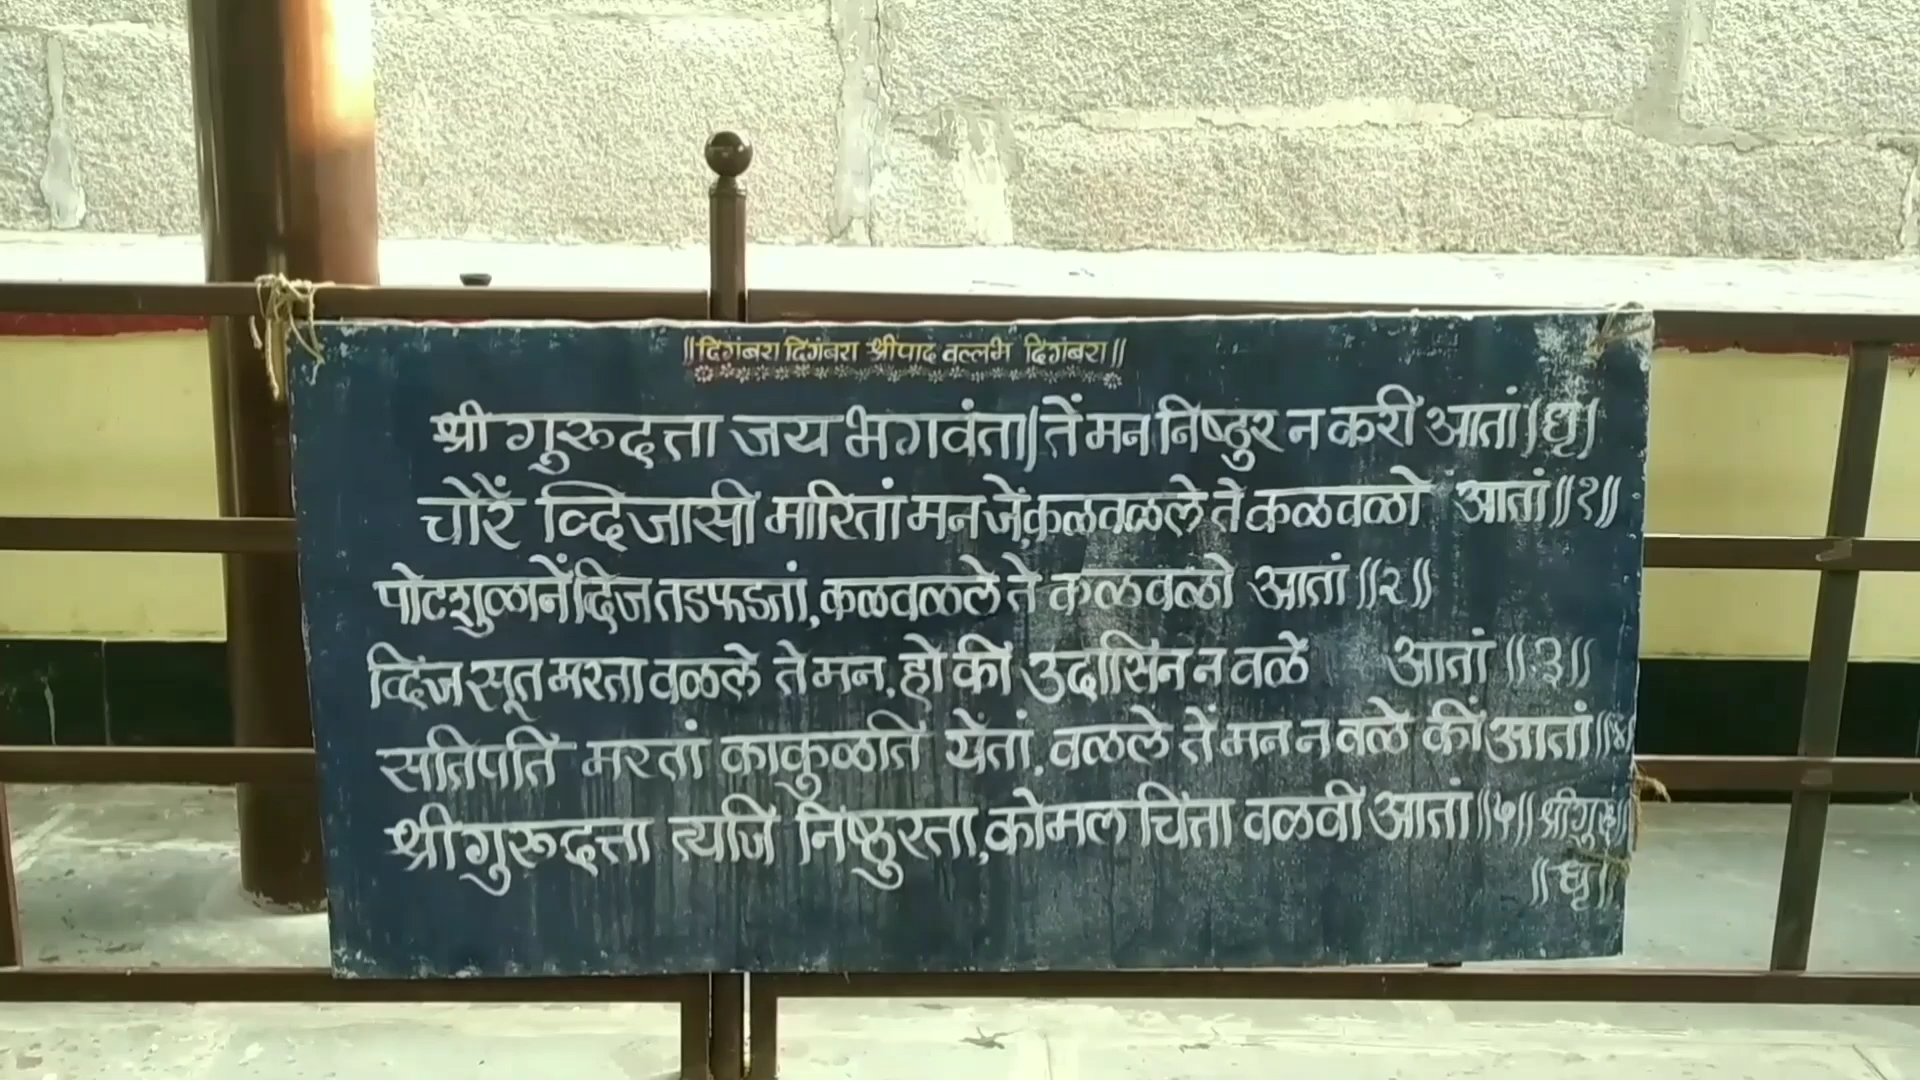 ॥दिगंबरा दिगंबरा श्रीपाद वल्लभ दिगंबरा॥
श्री गुरूदत्ता जय भगवंता।तें मन निष्ठुर न करी आतां।धृ।
चोरैं व्दिजासी मारितां मन जें,कळवळले ते कळवळो आतां॥१॥
पोटशुळानें दिज तडफडतां,कळवळले ते कळवळो आतां॥२॥
व्दिज सूत मरता वळले ते मन. हो की उदासिन न वळे आतां॥३॥
सतिपति मरतां काकुळति येंतां. वळले तें मन न वळे कीं आतां॥४॥
श्री गुरूदत्ता त्यजि निष्ठुरता,कोमल चित्ता वळवी आतां॥५॥ श्रीगुरू॥
॥धृ॥